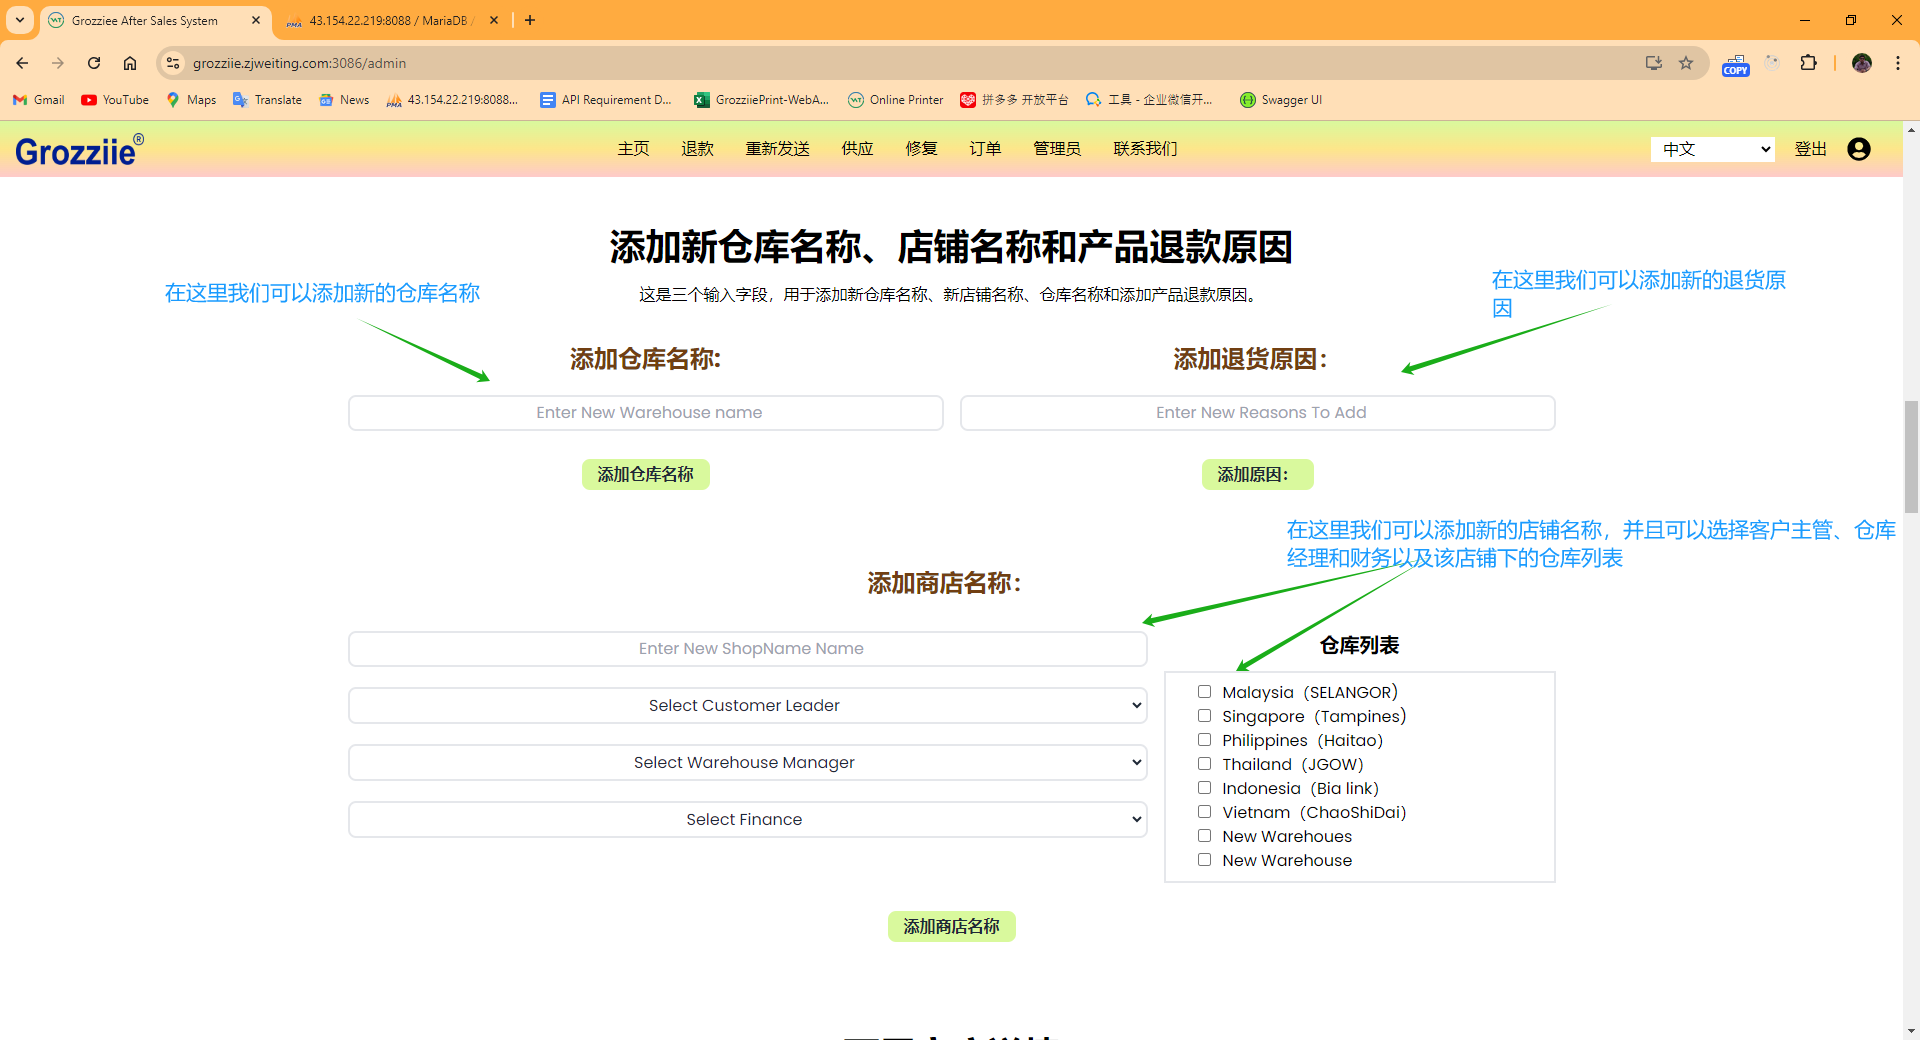 Grozziee After Sales System
43.154.22.219:8088 / MariaDB
grozziie.zjweiting.com:3086/admin
COPY
Gmail
YouTube
Maps
Translate
News
43.154.22.219:8088...
API Requirement D...
GrozziiePrint-WebA...
Online Printer
拼多多 开放平台
工具 - 企业微信开...
Swagger UI
Grozziie®
主页
退款
重新发送
供应
修复
订单
管理员
联系我们
中文
登出
添加新仓库名称、店铺名称和产品退款原因
这是三个输入字段，用于添加新仓库名称、新店铺名称、仓库名称和添加产品退款原因。
在这里我们可以添加新的仓库名称
在这里我们可以添加新的退货原
因
添加仓库名称:
添加退货原因：
Enter New Warehouse name
Enter New Reasons To Add
添加仓库名称
添加原因：
在这里我们可以添加新的店铺名称，并且可以选择客户主管、仓库
经理和财务以及该店铺下的仓库列表
添加商店名称：
Enter New ShopName Name
Select Customer Leader
Select Warehouse Manager
Select Finance
仓库列表
Malaysia（SELANGOR）
Singapore（Tampines）
Philippines（Haitao）
Thailand（JGOW）
Indonesia（Bia link）
Vietnam（ChaoShiDai）
New Warehoues
New Warehouse
添加商店名称